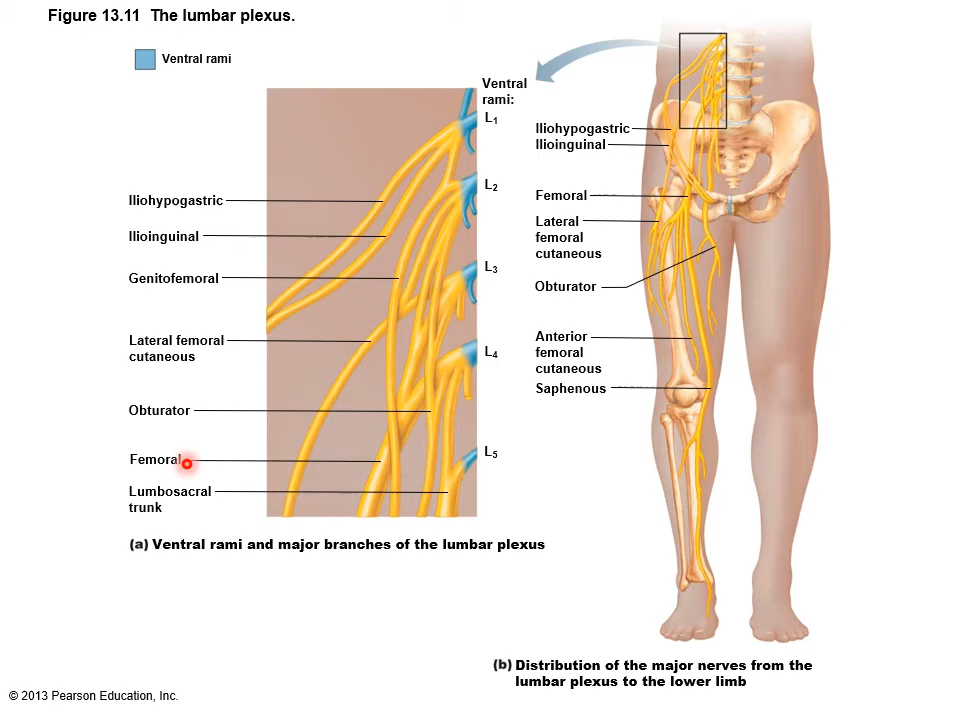 Figure 13.11 The lumbar plexus.
Ventral rami
Ventral
rami:
L1
L2
L3
L4
L5
Iliohypogastric
Ilioinguinal
Genitofemoral
Lateral femoral
cutaneous
Obturator
Femoral
Lumbosacral
trunk
(a) Ventral rami and major branches of the lumbar plexus
Iliohypogastric
Ilioinguinal
Femoral
Lateral
femoral
cutaneous
Obturator
Anterior
femoral
cutaneous
Saphenous
(b) Distribution of the major nerves from the
lumbar plexus to the lower limb
© 2013 Pearson Education, Inc.